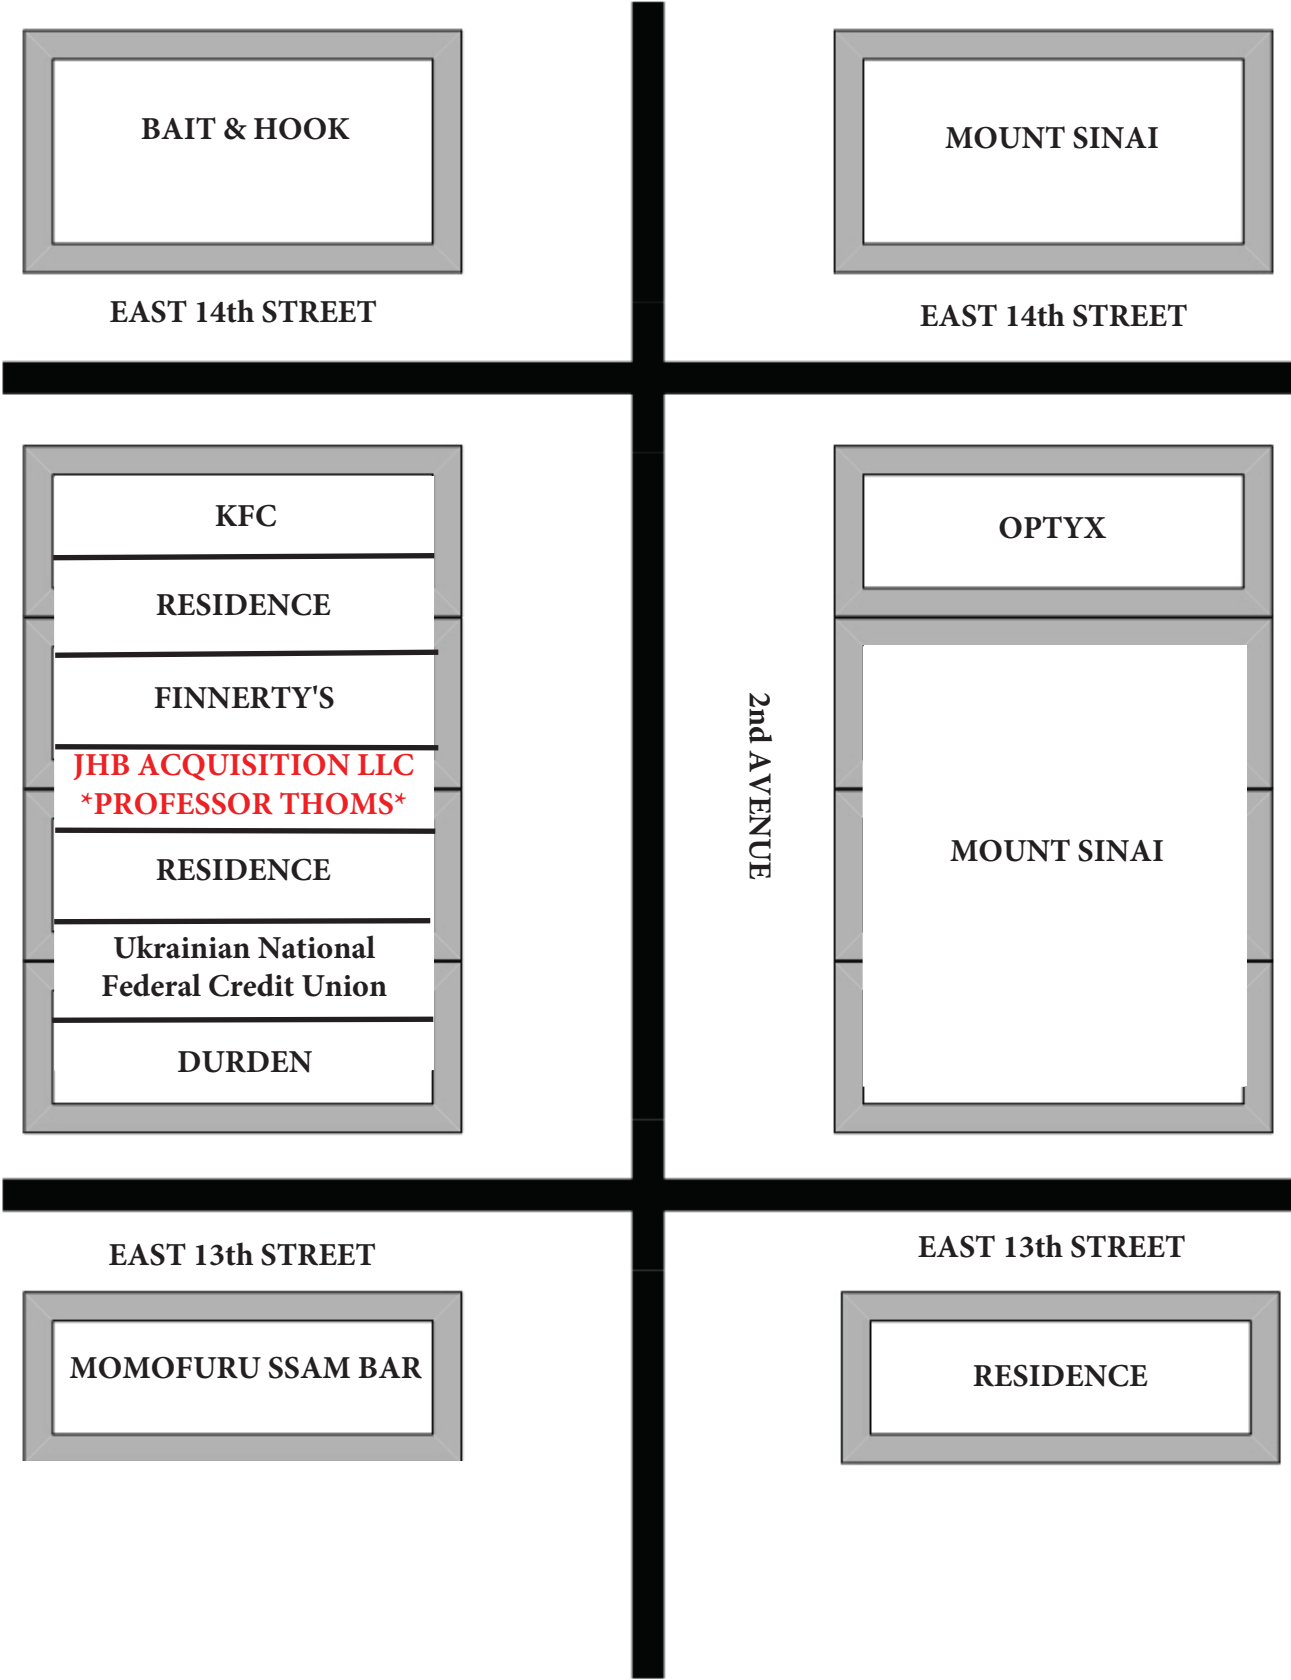 BAIT & HOOK
MOUNT SINAI
EAST 14th STREET
EAST 14th STREET
KFC
OPTYX
RESIDENCE
FINNERTY'S
JHB ACQUISITION LLC
*PROFESSOR THOMS*
2nd AVENUE
RESIDENCE
MOUNT SINAI
Ukrainian National
Federal Credit Union
DURDEN
EAST 13th STREET
EAST 13th STREET
MOMOFURU SSAM BAR
RESIDENCE